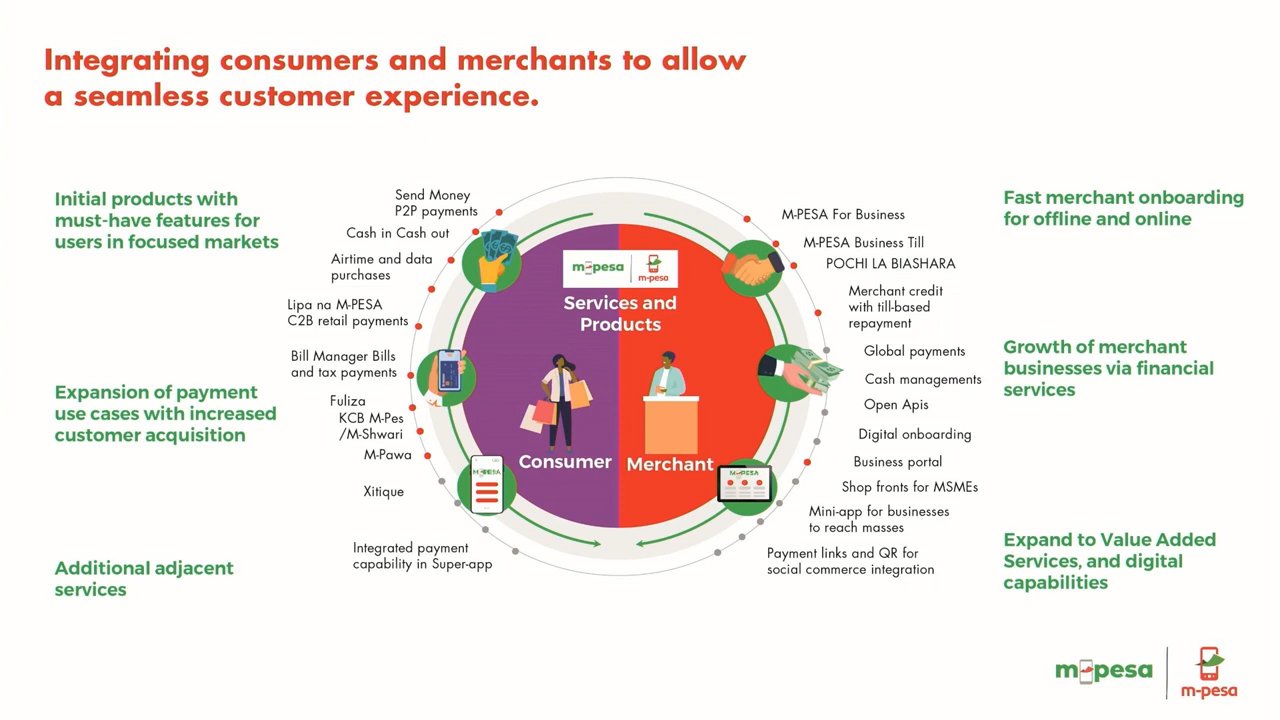 Integrating consumers and merchants to allow
a seamless customer experience.
Initial products with
must-have features for
users in focused markets
Expansion of payment
use cases with increased
customer acquisition
Additional adjacent
services
Send Money
P2P payments
Cash in Cash out
Airtime and data
purchases
Lipa na M-PESA
C2B retail payments
Bill Manager Bills
and tax payments
Fuliza
KCB M-Pes
/M-Shwari
M-Pawa
Xitique
Integrated payment
capability in Super-app
m-pesa
m-pesa
Services and
Products
Consumer
Merchant
M-PESA
M-PESA
M-PESA For Business
M-PESA Business Till
POCHI LA BIASHARA
Merchant credit
with till-based
repayment
Global payments
Cash managements
Open Apis
Digital onboarding
Business portal
Shop fronts for MSMEs
Mini-app for businesses
to reach masses
Payment links and QR for
social commerce integration
Fast merchant onboarding
for offline and online
Growth of merchant
businesses via financial
services
Expand to Value Added
Services, and digital
capabilities
m-pesa
m-pesa